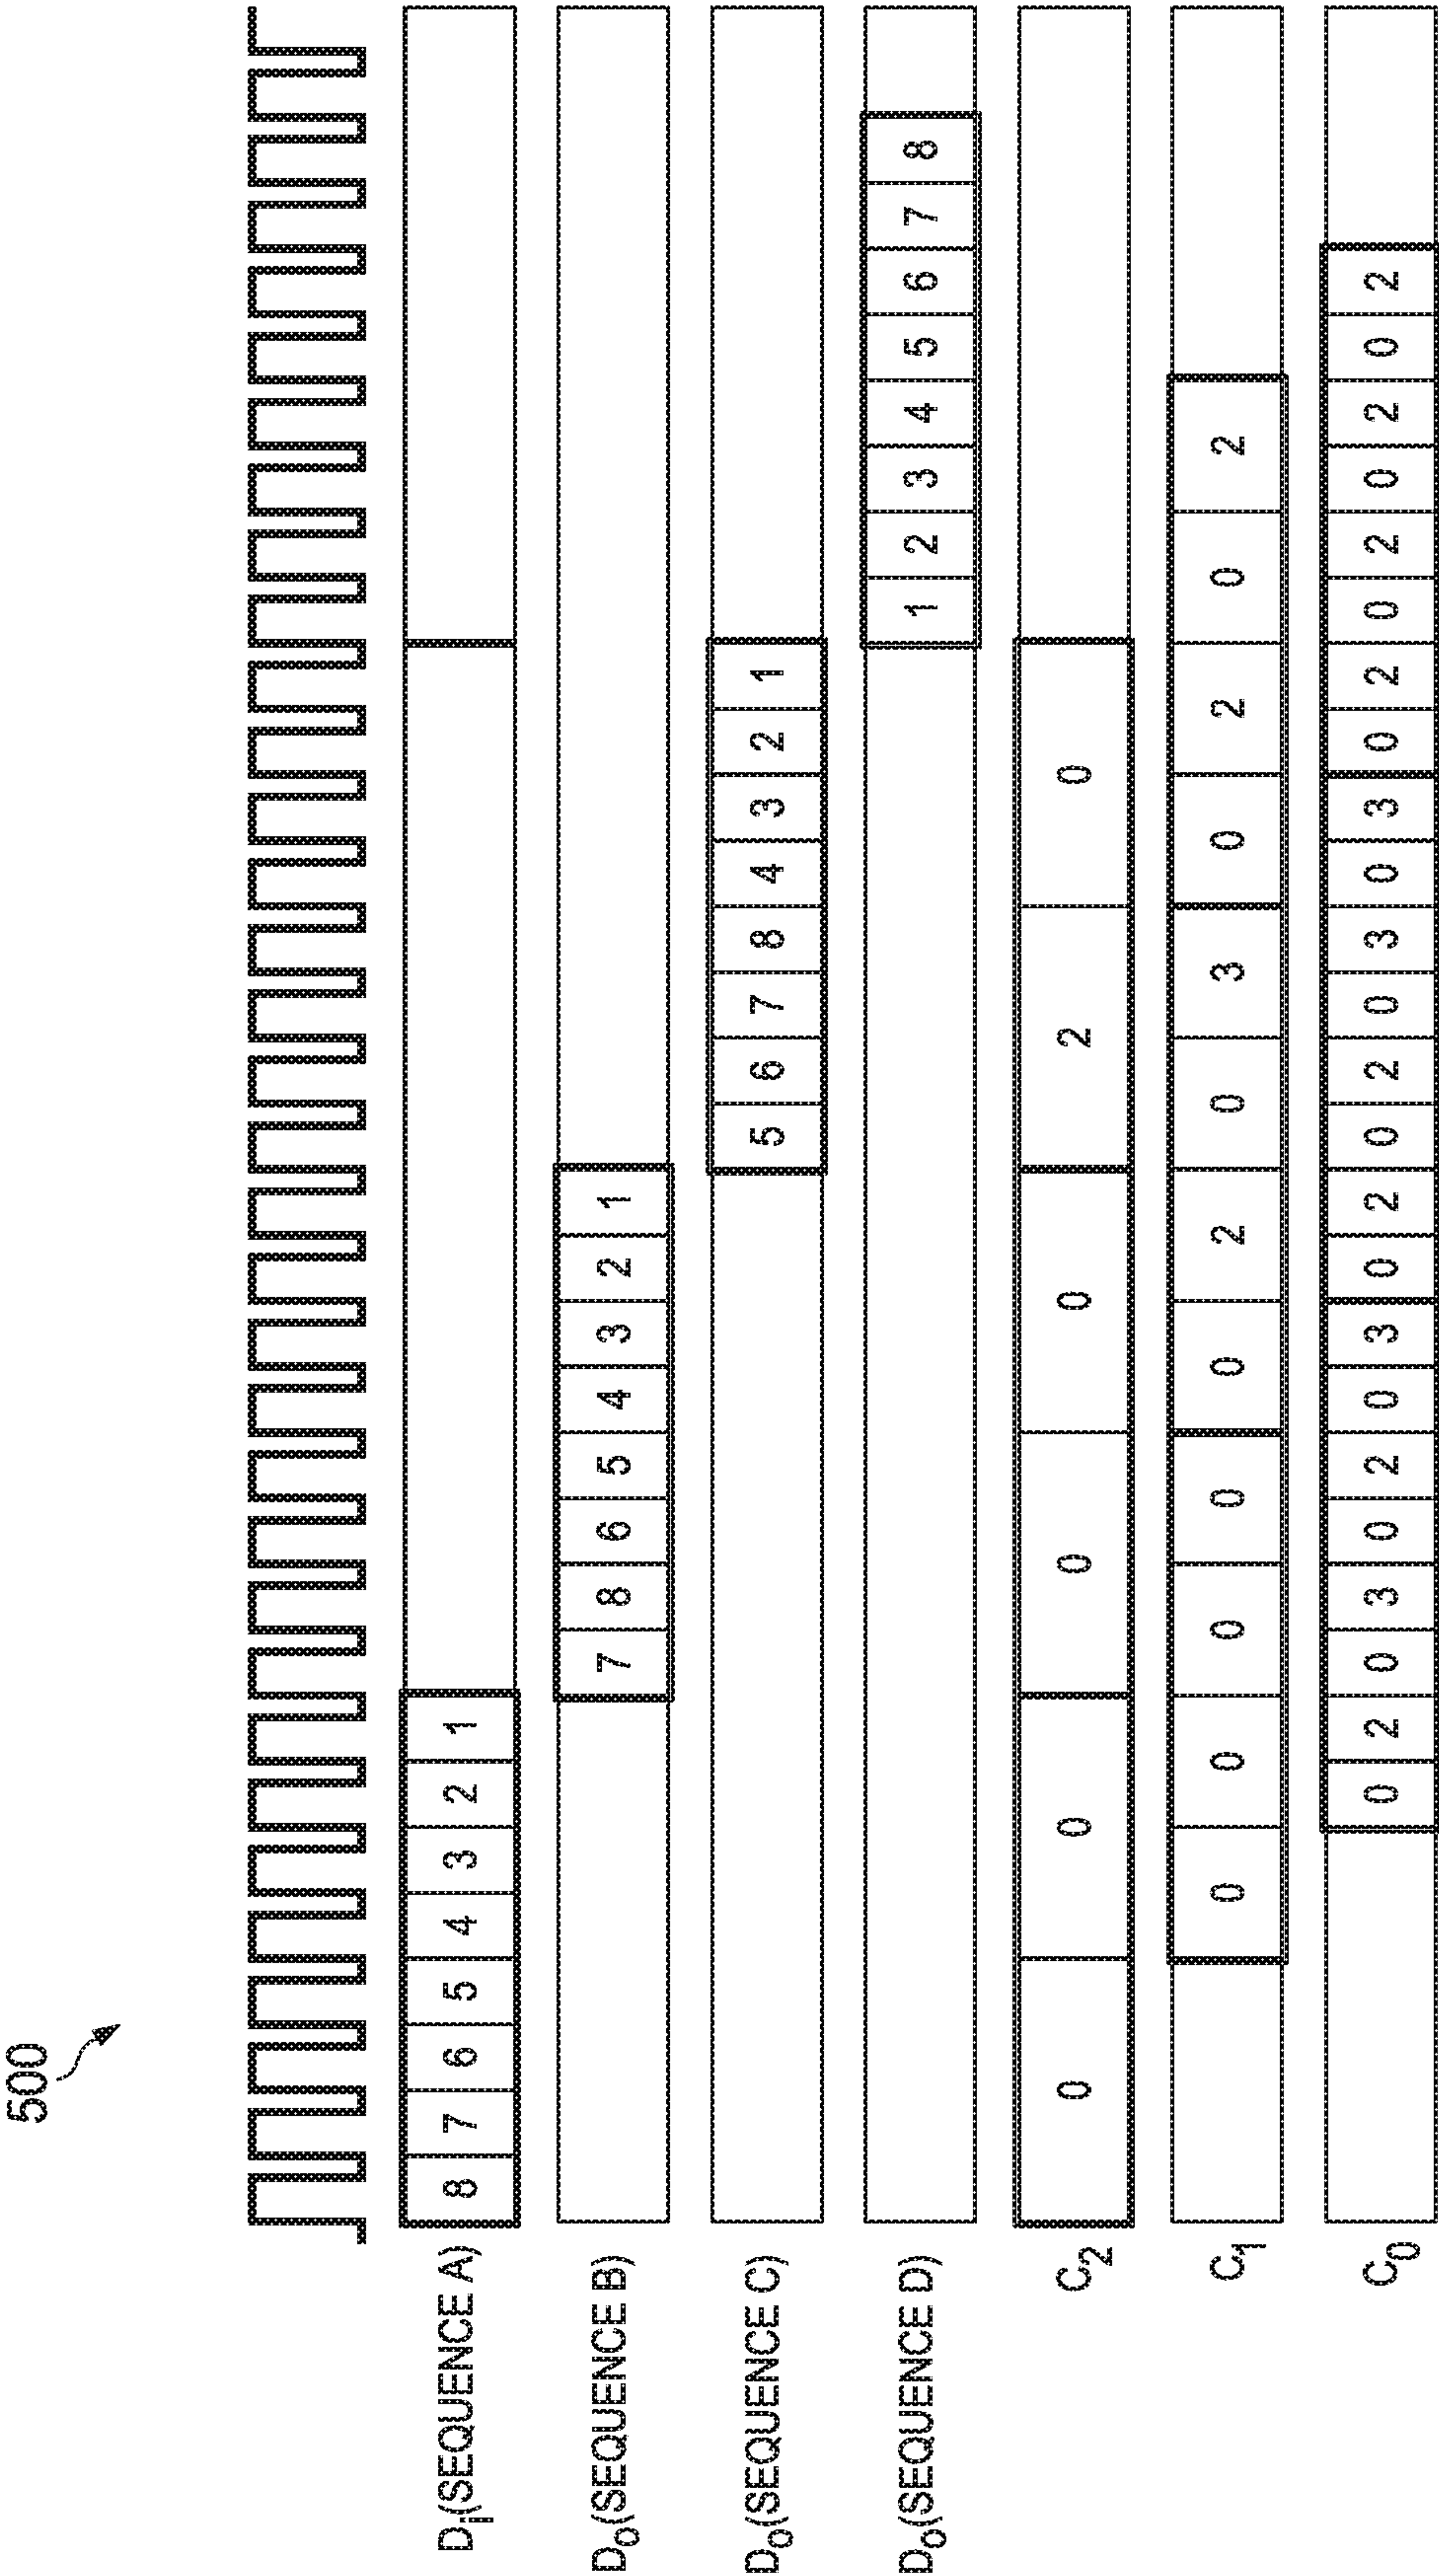 500
Di(SEQUENCE A) 8 7 6 5 4 3 2 1
Do(SEQUENCE B) 7 8 6 5 4 3 2 1
Do(SEQUENCE C) 5 6 7 8 4 3 2 1
Do(SEQUENCE D) 1 2 3 4 5 6 7 8
C2 0 0 0 0 2 0
C1 0 0 0 0 0 2 0 3 0 2 0 2
C0 0 2 0 3 0 2 0 3 0 2 0 2 0 3 0 3 0 2 0 2 0 2 0 2